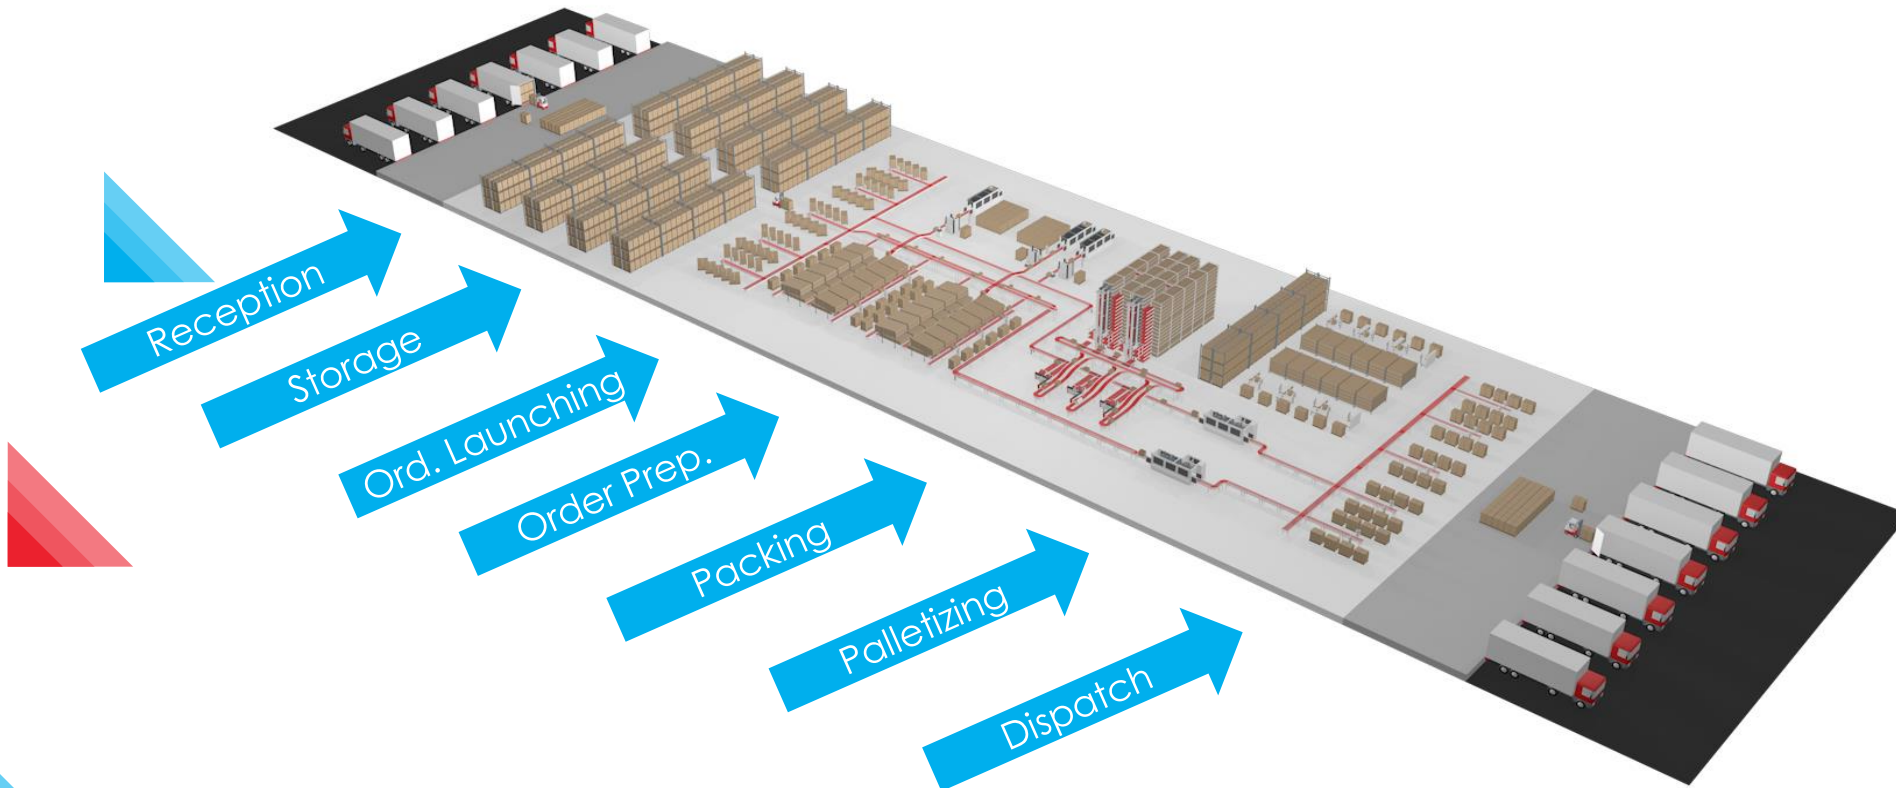 Reception
Storage
Ord. Launching
Order Prep.
Packing
Palletizing
Dispatch